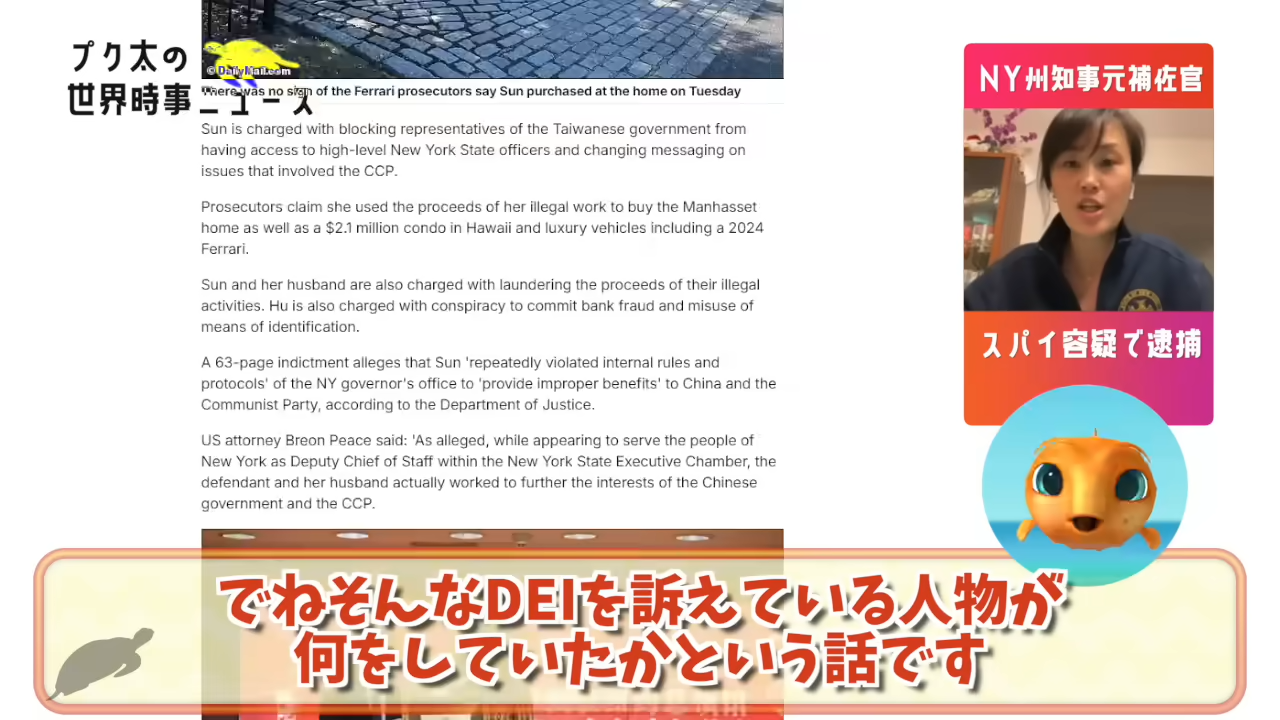 プク太の
世界時事ニュース
© DailyMail.com
There was no sign of the Ferrari prosecutors say Sun purchased at the home on Tuesday
Sun is charged with blocking representatives of the Taiwanese government from
having access to high-level New York State officers and changing messaging on
issues that involved the CCP.
Prosecutors claim she used the proceeds of her illegal work to buy the Manhasset
home as well as a $2.1 million condo in Hawaii and luxury vehicles including a 2024
Ferrari.
Sun and her husband are also charged with laundering the proceeds of their illegal
activities. Hu is also charged with conspiracy to commit bank fraud and misuse of
means of identification.
A 63-page indictment alleges that Sun 'repeatedly violated internal rules and
protocols' of the NY governor's office to 'provide improper benefits' to China and the
Communist Party, according to the Department of Justice.
US attorney Breon Peace said: 'As alleged, while appearing to serve the people of
New York as Deputy Chief of Staff within the New York State Executive Chamber, the
defendant and her husband actually worked to further the interests of the Chinese
government and the CCP.
NY州知事元補佐官
スパイ容疑で逮捕
でねそんなDEIを訴えている人物が
何をしていたかという話です